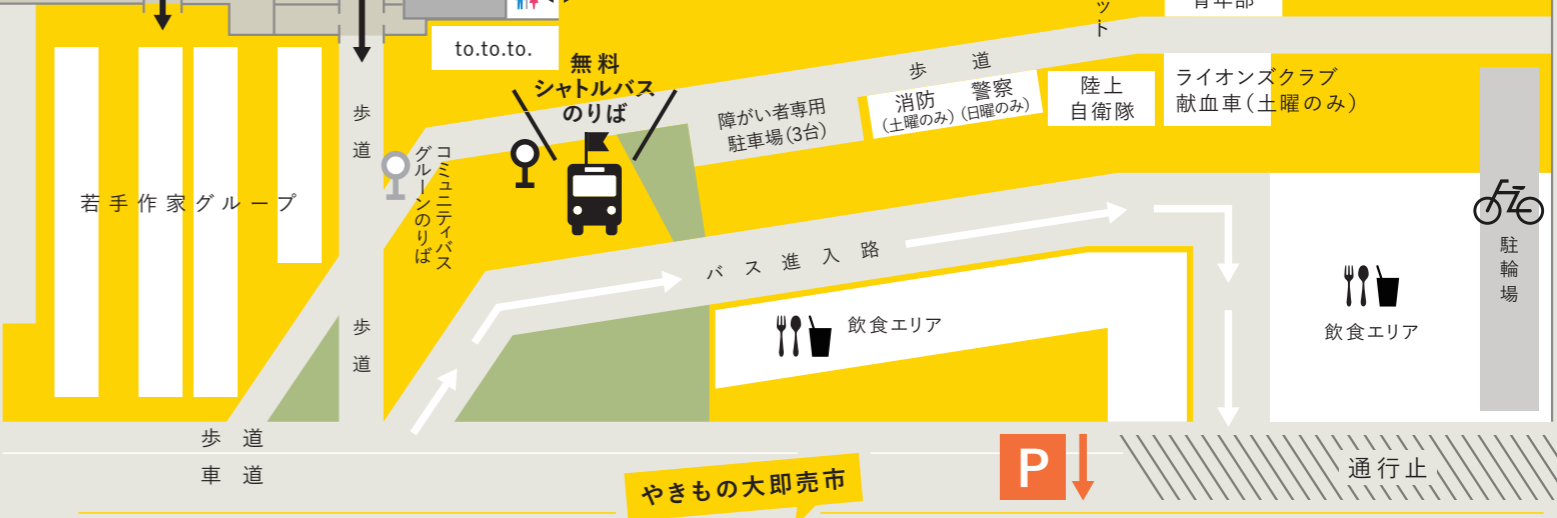 青年部
ット
to.to.to.
無料
シャトルバス
のりば
歩道
歩道
障がい者専用
駐車場(3台)
消防
(土曜のみ)
警察
(日曜のみ)
陸上
自衛隊
ライオンズクラブ
献血車(土曜のみ)
コミュニティバス
グルーンのりば
若手作家グループ
バス進入路
駐輪場
飲食エリア
飲食エリア
歩道
歩道
車道
P
通行止
やきもの大即売市